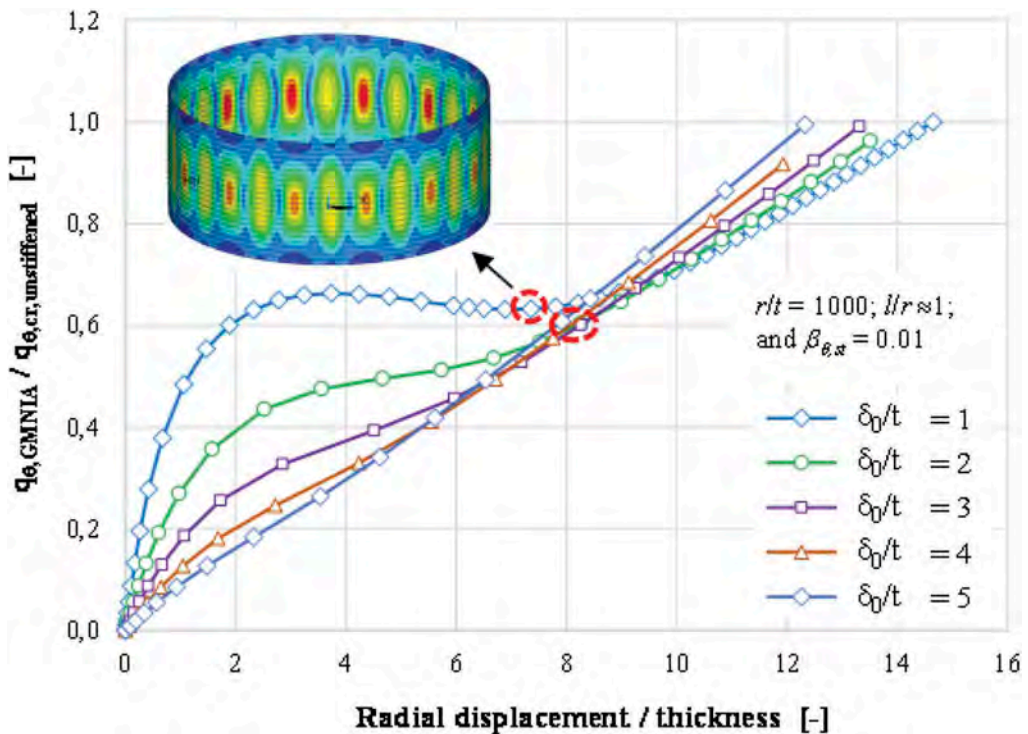 1,2
1,0
0,8
0,6
0,4
0,2
0,0
qθ,GMNIA / qθ,cr,unstiffened [-]
r/t = 1000; l/r ≈1;
and βθ,st = 0.01
δ0/t = 1
δ0/t = 2
δ0/t = 3
δ0/t = 4
δ0/t = 5
0 2 4 6 8 10 12 14 16
Radial displacement / thickness [-]